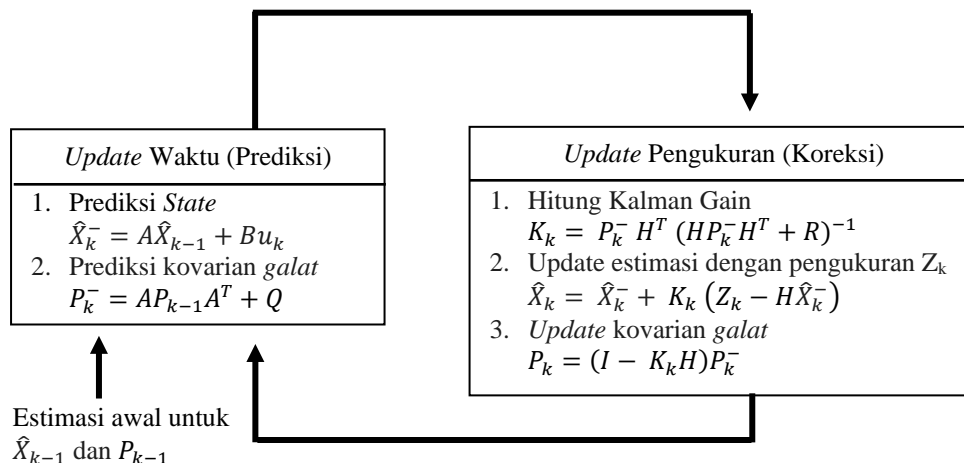 Update Waktu (Prediksi)
1. Prediksi State
X̂ₖ⁻ = AX̂ₖ₋₁ + Buₖ
2. Prediksi kovarian galat
Pₖ⁻ = APₖ₋₁Aᵀ + Q
Estimasi awal untuk
X̂ₖ₋₁ dan Pₖ₋₁
Update Pengukuran (Koreksi)
1. Hitung Kalman Gain
Kₖ = Pₖ⁻ Hᵀ (HPₖ⁻Hᵀ + R)⁻¹
2. Update estimasi dengan pengukuran Zₖ
X̂ₖ = X̂ₖ⁻ + Kₖ (Zₖ − HX̂ₖ⁻)
3. Update kovarian galat
Pₖ = (I − KₖH)Pₖ⁻